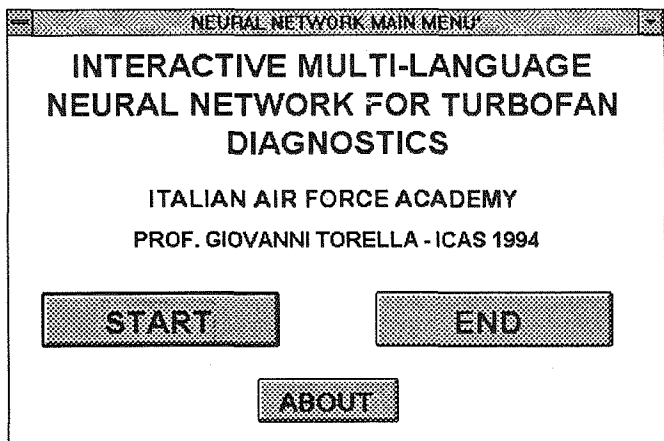 NEURAL NETWORK MAIN MENU*
INTERACTIVE MULTI-LANGUAGE
NEURAL NETWORK FOR TURBOFAN
DIAGNOSTICS
ITALIAN AIR FORCE ACADEMY
PROF. GIOVANNI TORELLA - ICAS 1994
START END
ABOUT